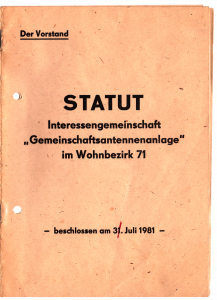 Der Vorstand
STATUT
Interessengemeinschaft
„Gemeinschaftsantennenanlage"
im Wohnbezirk 71
– beschlossen am 31. Juli 1981 –